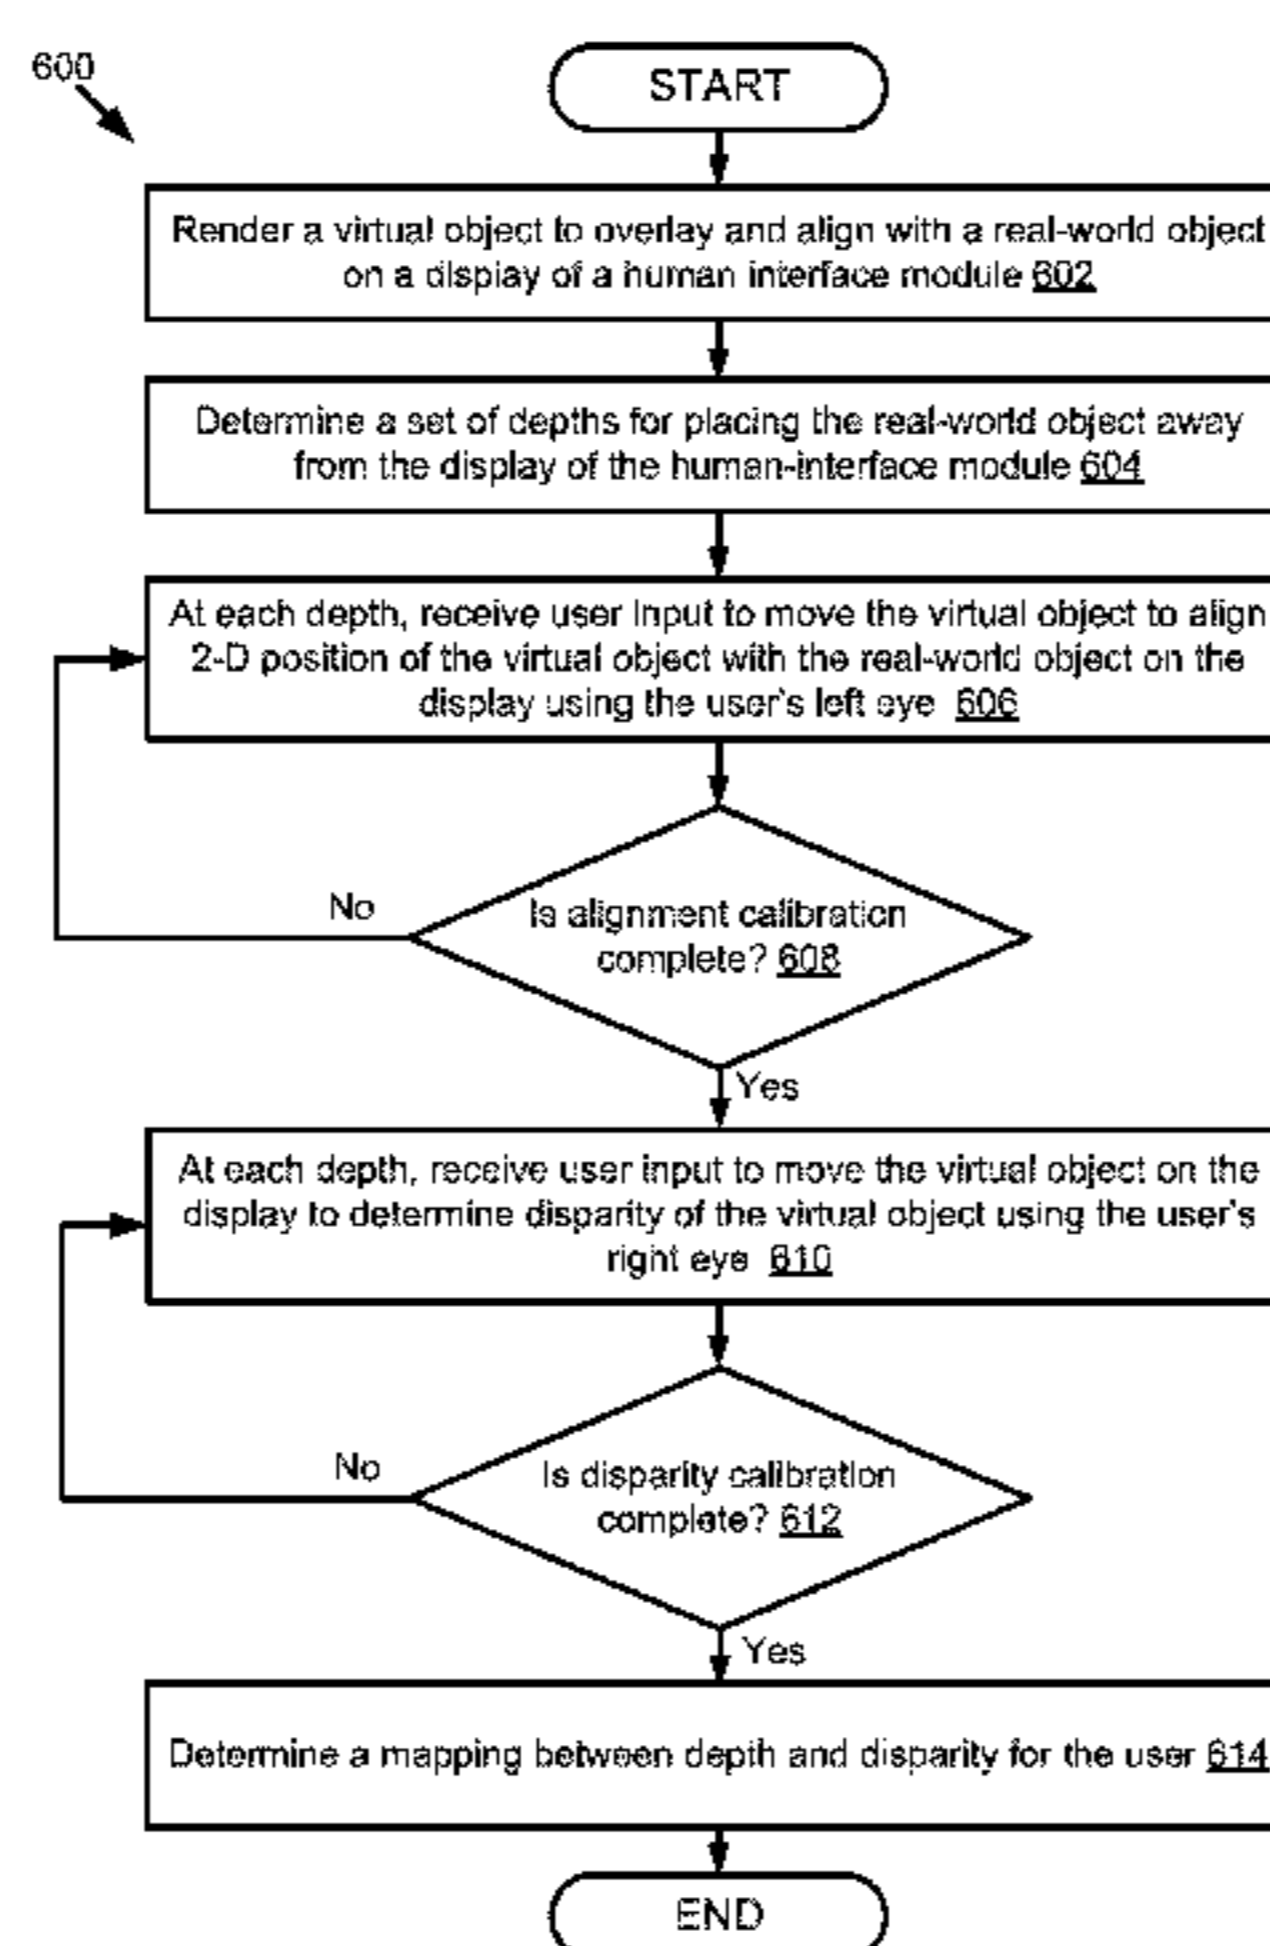 600
START
Render a virtual object to overlay and align with a real-world object
on a display of a human interface module 602
Determine a set of depths for placing the real-world object away
from the display of the human-interface module 604
At each depth, receive user input to move the virtual object to align
2-D position of the virtual object with the real-world object on the
display using the user's left eye 606
No
Is alignment calibration
complete? 608
Yes
At each depth, receive user input to move the virtual object on the
display to determine disparity of the virtual object using the user's
right eye 610
No
Is disparity calibration
complete? 612
Yes
Determine a mapping between depth and disparity for the user 614
END